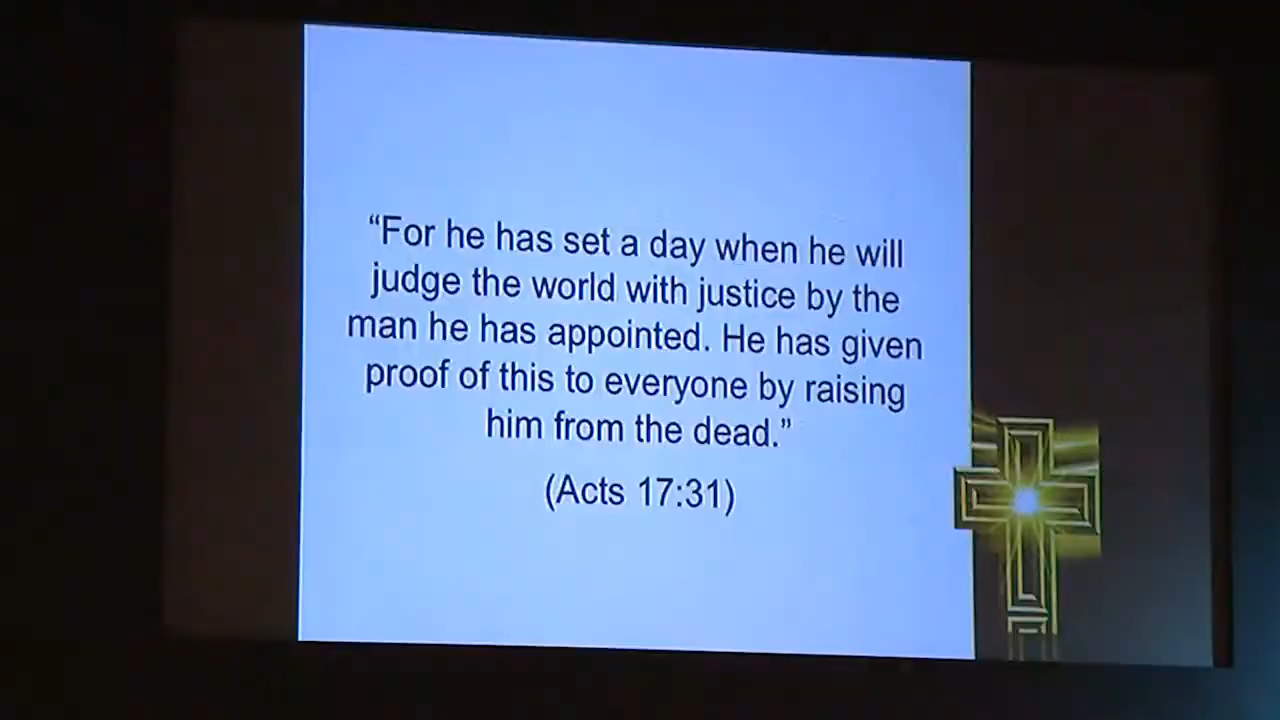 “For he has set a day when he will
judge the world with justice by the
man he has appointed. He has given
proof of this to everyone by raising
him from the dead.”
(Acts 17:31)